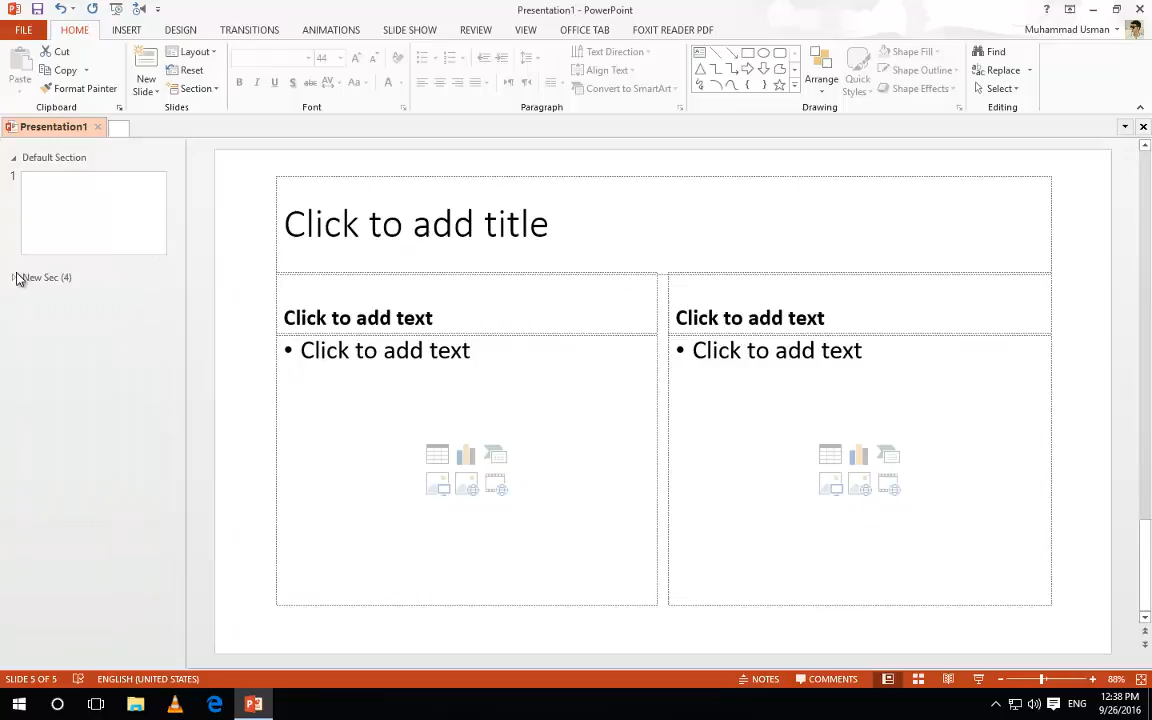 Presentation1 - PowerPoint
?
FILE HOME INSERT DESIGN TRANSITIONS ANIMATIONS SLIDE SHOW REVIEW VIEW OFFICE TAB FOXIT READER PDF Muhammad Usman
Paste
Cut
Copy
Format Painter
Clipboard
New Slide
Layout
Reset
Section
Slides
44
B I U S abc AV Aa A
Font
Text Direction
Align Text
Convert to SmartArt
Paragraph
Arrange
Quick Styles
Shape Fill
Shape Outline
Shape Effects
Drawing
Find
Replace
Select
Editing
Presentation1
Default Section
1
New Sec (4)
Click to add title
Click to add text
• Click to add text
Click to add text
• Click to add text
SLIDE 5 OF 5 ENGLISH (UNITED STATES) NOTES COMMENTS 88%
ENG
12:38 PM
9/26/2016